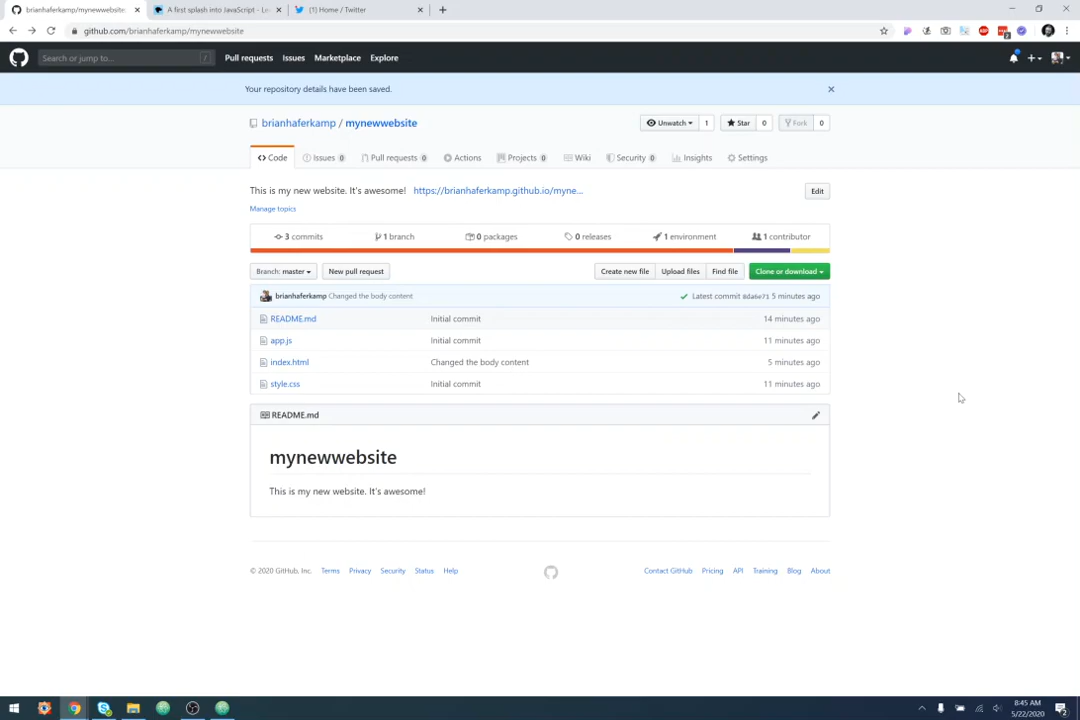 brianhaferkamp/mynewwebsite
A first splash into JavaScript - Le
(1) Home / Twitter
github.com/brianhaferkamp/mynewwebsite
Search or jump to...
/
Pull requests
Issues
Marketplace
Explore
Your repository details have been saved.
brianhaferkamp / mynewwebsite
Unwatch 1
Star 0
Fork 0
Code
Issues 0
Pull requests 0
Actions
Projects 0
Wiki
Security 0
Insights
Settings
This is my new website. It's awesome! https://brianhaferkamp.github.io/myne...
Edit
Manage topics
3 commits
1 branch
0 packages
0 releases
1 environment
1 contributor
Branch: master
New pull request
Create new file
Upload files
Find file
Clone or download
brianhaferkamp Changed the body content
Latest commit 8da6e71 5 minutes ago
README.md Initial commit 14 minutes ago
app.js Initial commit 11 minutes ago
index.html Changed the body content 5 minutes ago
style.css Initial commit 11 minutes ago
README.md
mynewwebsite
This is my new website. It's awesome!
© 2020 GitHub, Inc. Terms Privacy Security Status Help
Contact GitHub Pricing API Training Blog About
8:45 AM
5/22/2020